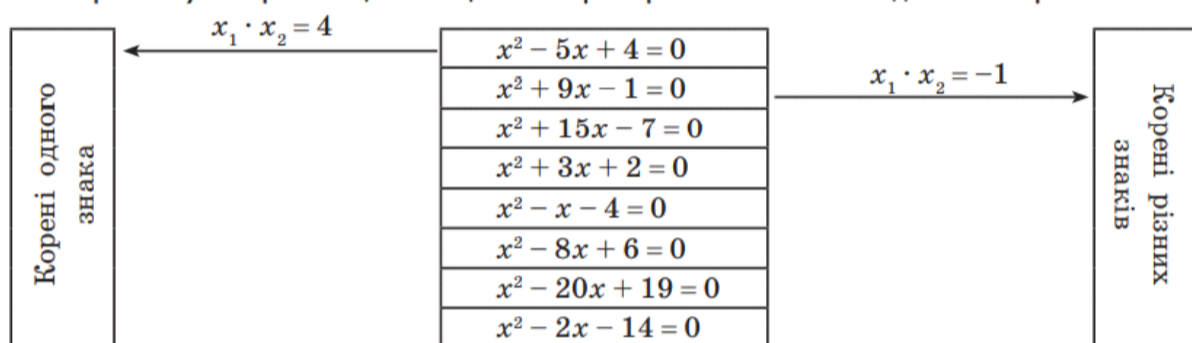 x₁ · x₂ = 4
x² − 5x + 4 = 0
x² + 9x − 1 = 0
x² + 15x − 7 = 0
x² + 3x + 2 = 0
x² − x − 4 = 0
x² − 8x + 6 = 0
x² − 20x + 19 = 0
x² − 2x − 14 = 0
x₁ · x₂ = −1
Корені одного
знака
Корені різних
знаків